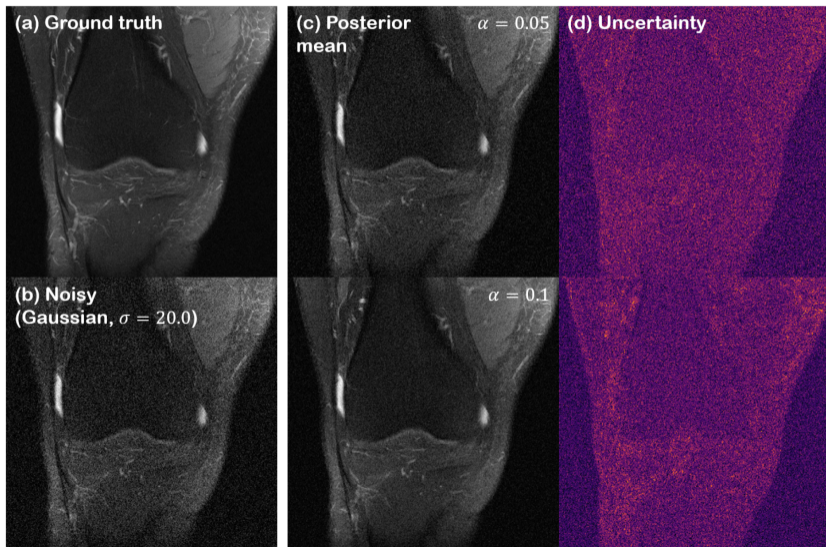 (a) Ground truth
(c) Posterior
mean
α = 0.05
(d) Uncertainty
(b) Noisy
(Gaussian, σ = 20.0)
α = 0.1